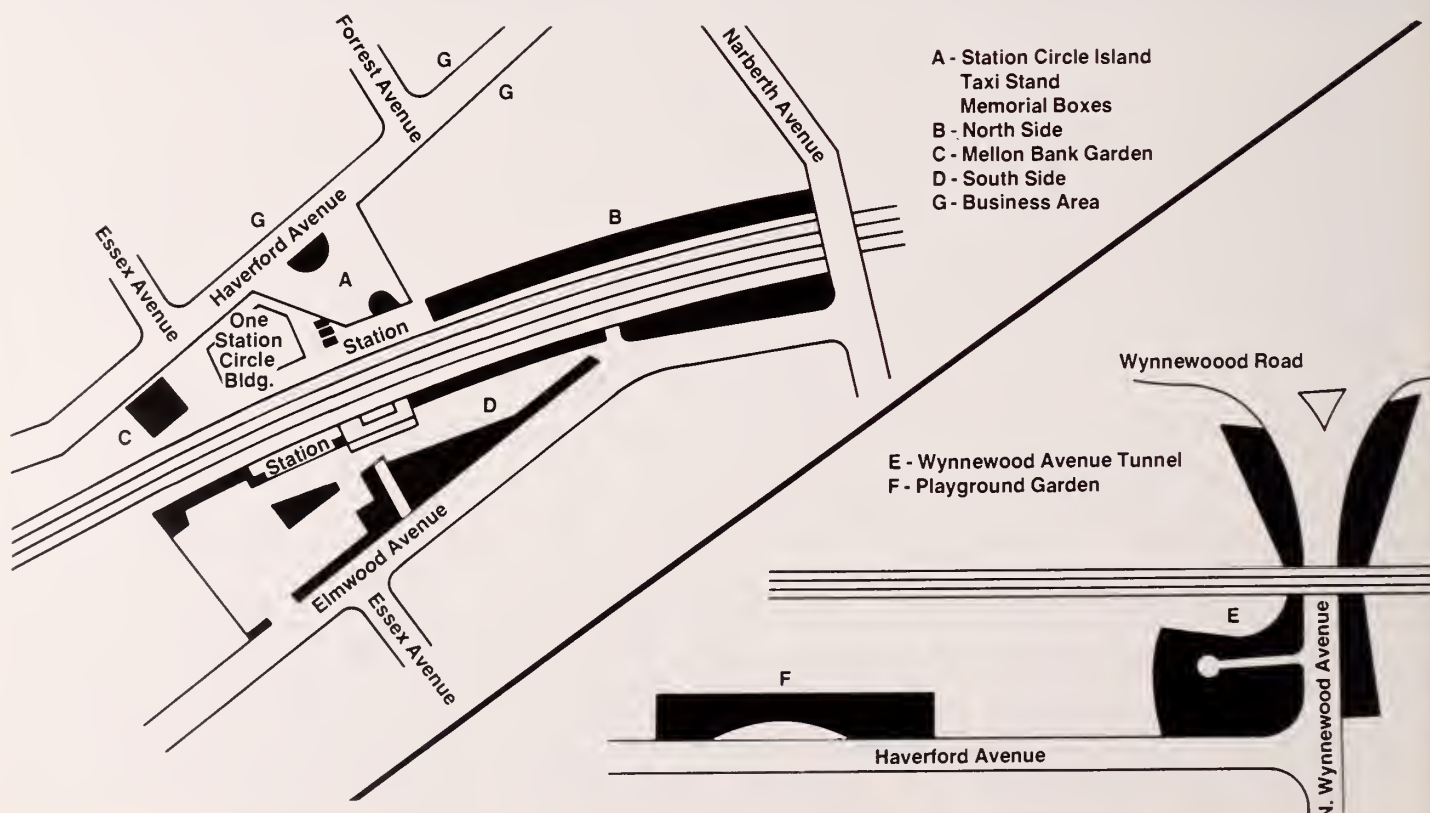 Forrest Avenue
G
G
Narberth Avenue
A - Station Circle Island
Taxi Stand
Memorial Boxes
B - North Side
C - Mellon Bank Garden
D - South Side
G - Business Area
Essex Avenue
G
Haverford Avenue
B
A
One
Station
Circle
Bldg.
Station
C
D
Station
Elmwood Avenue
Essex Avenue
Wynnewoood Road
E - Wynnewood Avenue Tunnel
F - Playground Garden
E
F
Haverford Avenue
N. Wynnewood Avenue